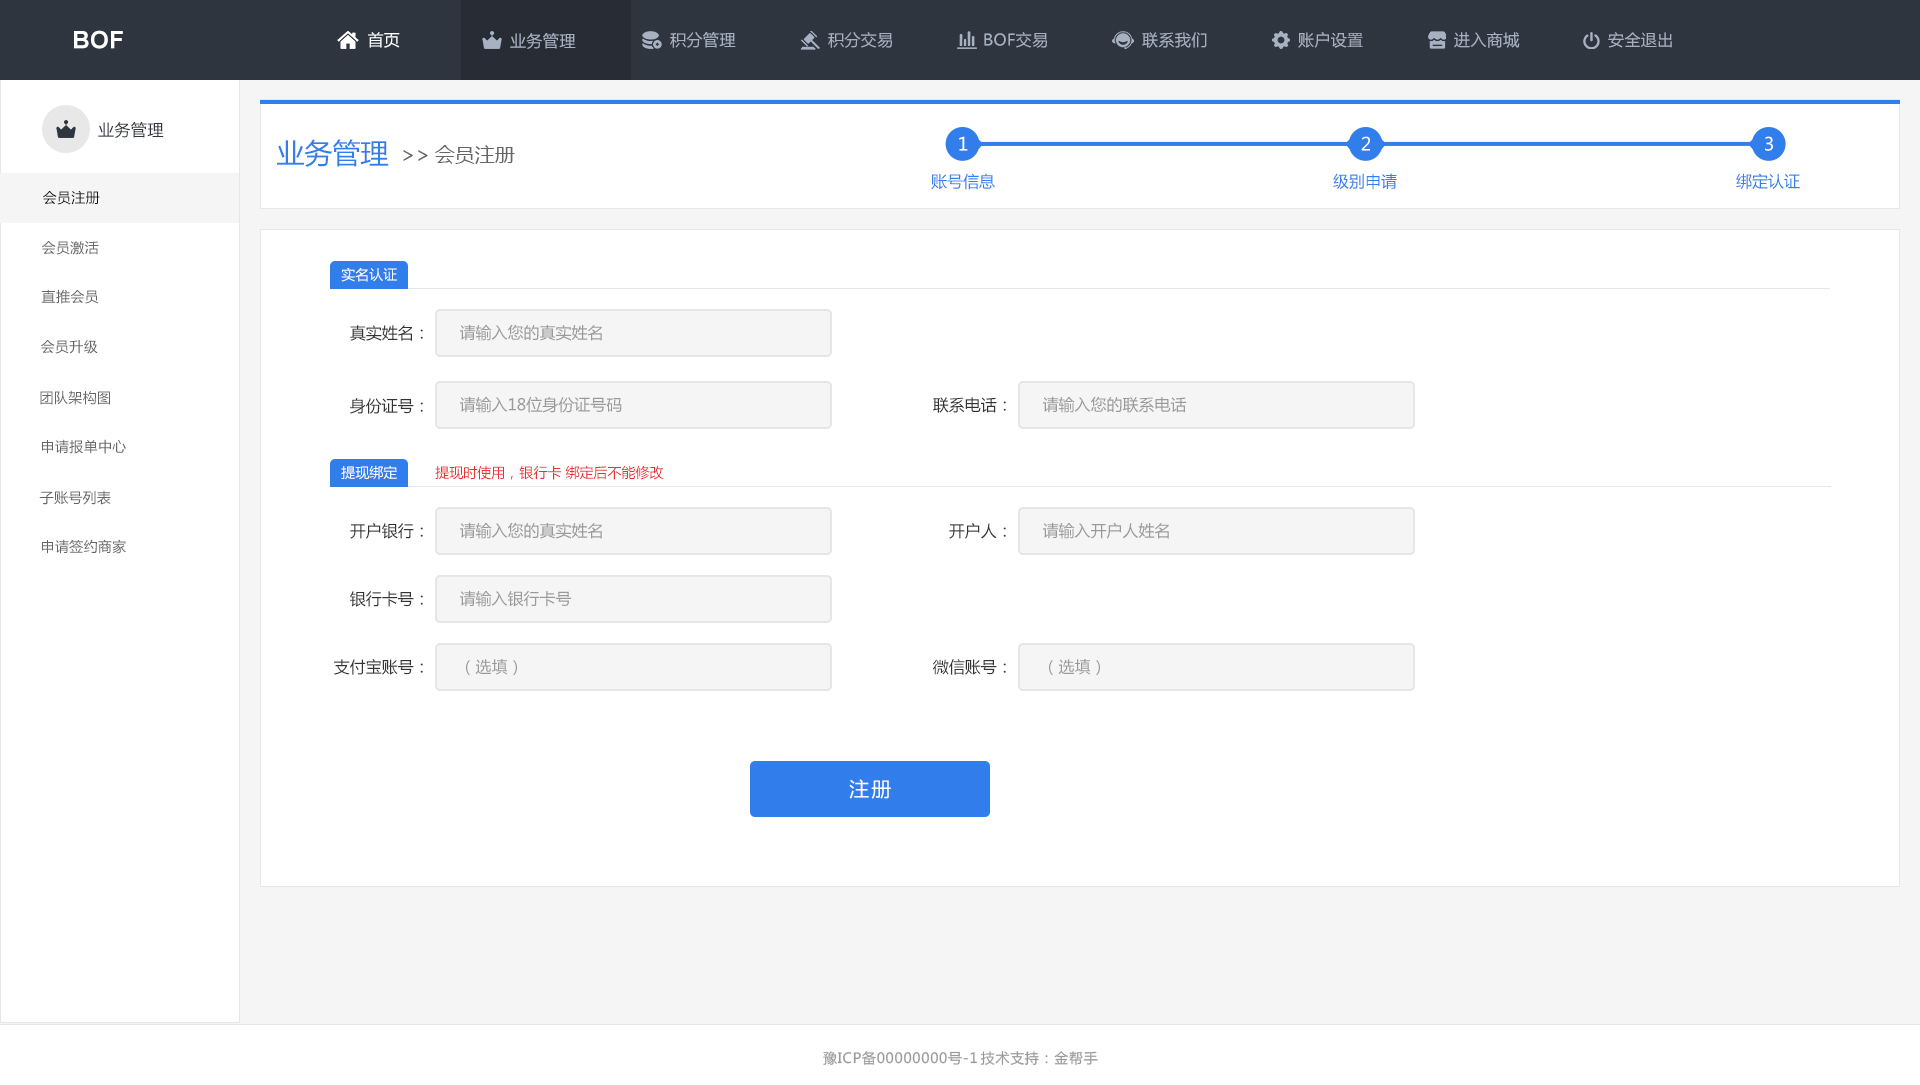 BOF 首页 业务管理 积分管理 积分交易 BOF交易 联系我们 账户设置 进入商城 安全退出
业务管理
会员注册
会员激活
直推会员
会员升级
团队架构图
申请报单中心
子账号列表
申请签约商家
业务管理 >> 会员注册
1 2 3
账号信息 级别申请 绑定认证
实名认证
真实姓名： 请输入您的真实姓名
身份证号： 请输入18位身份证号码 联系电话： 请输入您的联系电话
提现绑定 提现时使用，银行卡 绑定后不能修改
开户银行： 请输入您的真实姓名 开户人： 请输入开户人姓名
银行卡号： 请输入银行卡号
支付宝账号： （选填） 微信账号： （选填）
注册
豫ICP备00000000号-1 技术支持：金帮手